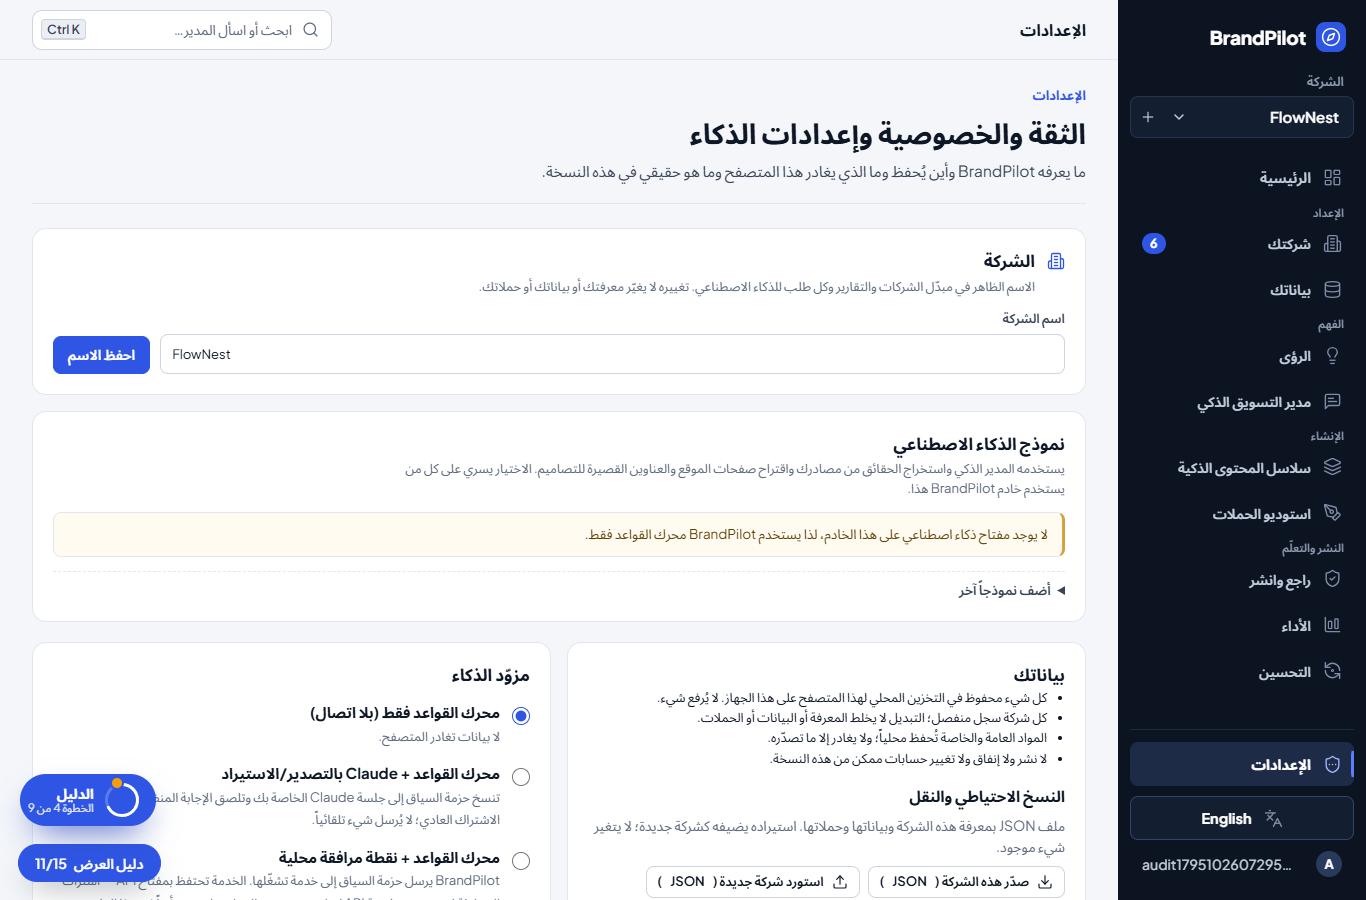 BrandPilot
الشركة
FlowNest
الرئيسية
الإعداد
شركتك
6
بياناتك
الفهم
الرؤى
مدير التسويق الذكي
الإنشاء
سلاسل المحتوى الذكية
استوديو الحملات
النشر والتعلّم
راجع وانشر
الأداء
التحسين
الإعدادات
English
A
audit1795102607295...
الإعدادات
ابحث أو اسأل المدير...
Ctrl K
الإعدادات
الثقة والخصوصية وإعدادات الذكاء
ما يعرفه BrandPilot وأين يُحفظ وما الذي يغادر هذا المتصفح وما هو حقيقي في هذه النسخة.
الشركة
الاسم الظاهر في مبدّل الشركات والتقارير وكل طلب للذكاء الاصطناعي. تغييره لا يغيّر معرفتك أو بياناتك أو حملاتك.
اسم الشركة
FlowNest
احفظ الاسم
نموذج الذكاء الاصطناعي
يستخدمه المدير الذكي واستخراج الحقائق من مصادرك واقتراح صفحات الموقع والعناوين القصيرة للتصاميم. الاختيار يسري على كل من
يستخدم خادم BrandPilot هذا.
لا يوجد مفتاح ذكاء اصطناعي على هذا الخادم، لذا يستخدم BrandPilot محرك القواعد فقط.
أضف نموذجاً آخر
بياناتك
كل شيء محفوظ في التخزين المحلي لهذا المتصفح على هذا الجهاز. لا يُرفع شيء.
كل شركة سجل منفصل؛ التبديل لا يخلط المعرفة أو البيانات أو الحملات.
المواد العامة والخاصة تُحفظ محلياً؛ ولا يغادر إلا ما تصدّره.
لا نشر ولا إنفاق ولا تغيير حسابات ممكن من هذه النسخة.
النسخ الاحتياطي والنقل
ملف JSON بمعرفة هذه الشركة وبياناتها وحملاتها. استيراده يضيفه كشركة جديدة؛ لا يتغير
شيء موجود.
صدّر هذه الشركة ( JSON )
استورد شركة جديدة ( JSON )
مزوّد الذكاء
محرك القواعد فقط (بلا اتصال)
لا بيانات تغادر المتصفح.
محرك القواعد + Claude بالتصدير/الاستيراد
تنسخ حزمة السياق إلى جلسة Claude الخاصة بك وتلصق الإجابة
الاشتراك العادي؛ لا يُرسل شيء تلقائياً.
محرك القواعد + نقطة مرافقة محلية
BrandPilot يرسل حزمة السياق إلى خدمة تشغّلها. الخدمة تحتفظ بمفتاح
الدليل
الخطوة 4 من 9
دليل العرض 11/15